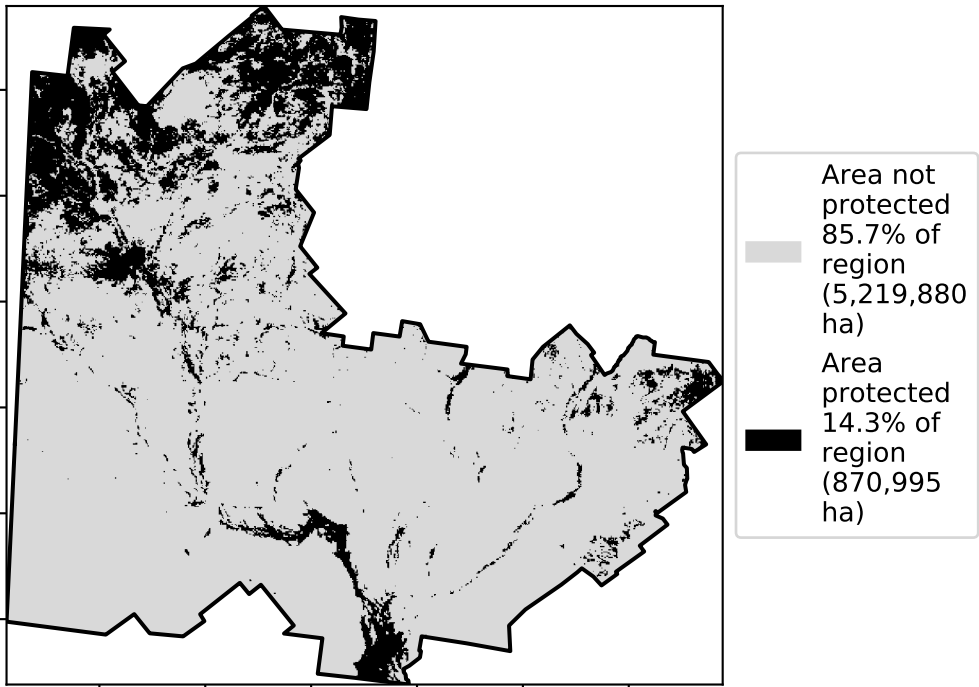 Area not
protected
85.7% of
region
(5,219,880
ha)
Area
protected
14.3% of
region
(870,995
ha)